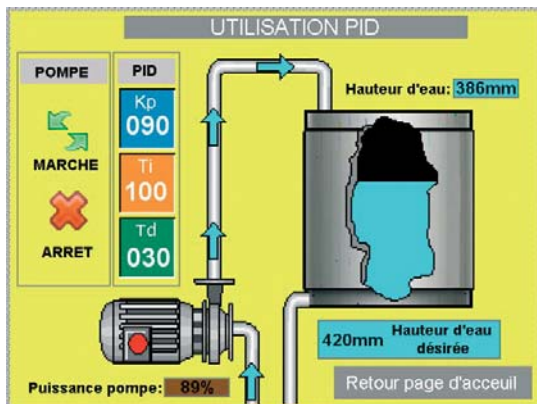 UTILISATION PID
POMPE
MARCHE
ARRET
PID
Kp
090
Ti
100
Td
030
Hauteur d'eau: 386mm
420mm Hauteur d'eau
désirée
Puissance pompe: 89%
Retour page d'acceuil